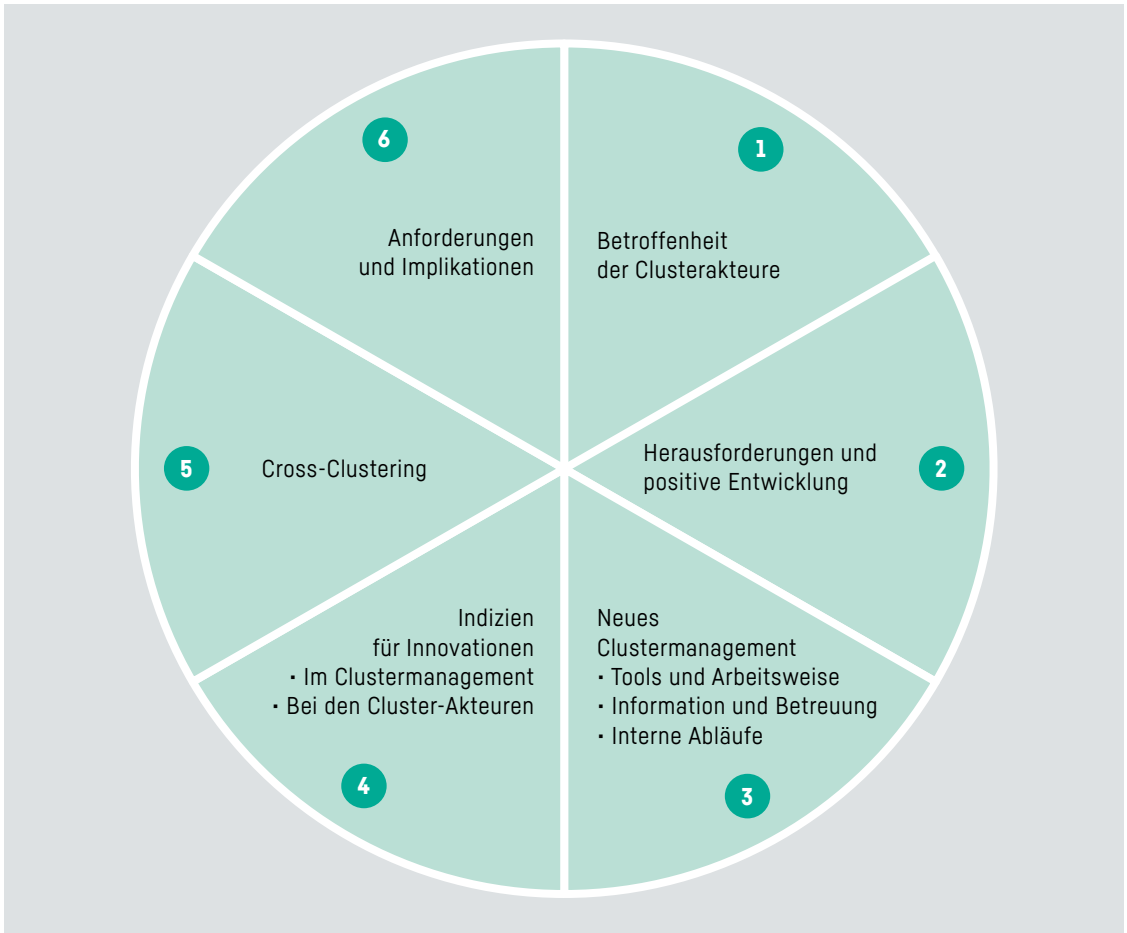 1
Betroffenheit
der Clusterakteure
2
Herausforderungen und
positive Entwicklung
3
Neues
Clustermanagement
· Tools und Arbeitsweise
· Information und Betreuung
· Interne Abläufe
4
Indizien
für Innovationen
· Im Clustermanagement
· Bei den Cluster-Akteuren
5
Cross-Clustering
6
Anforderungen
und Implikationen